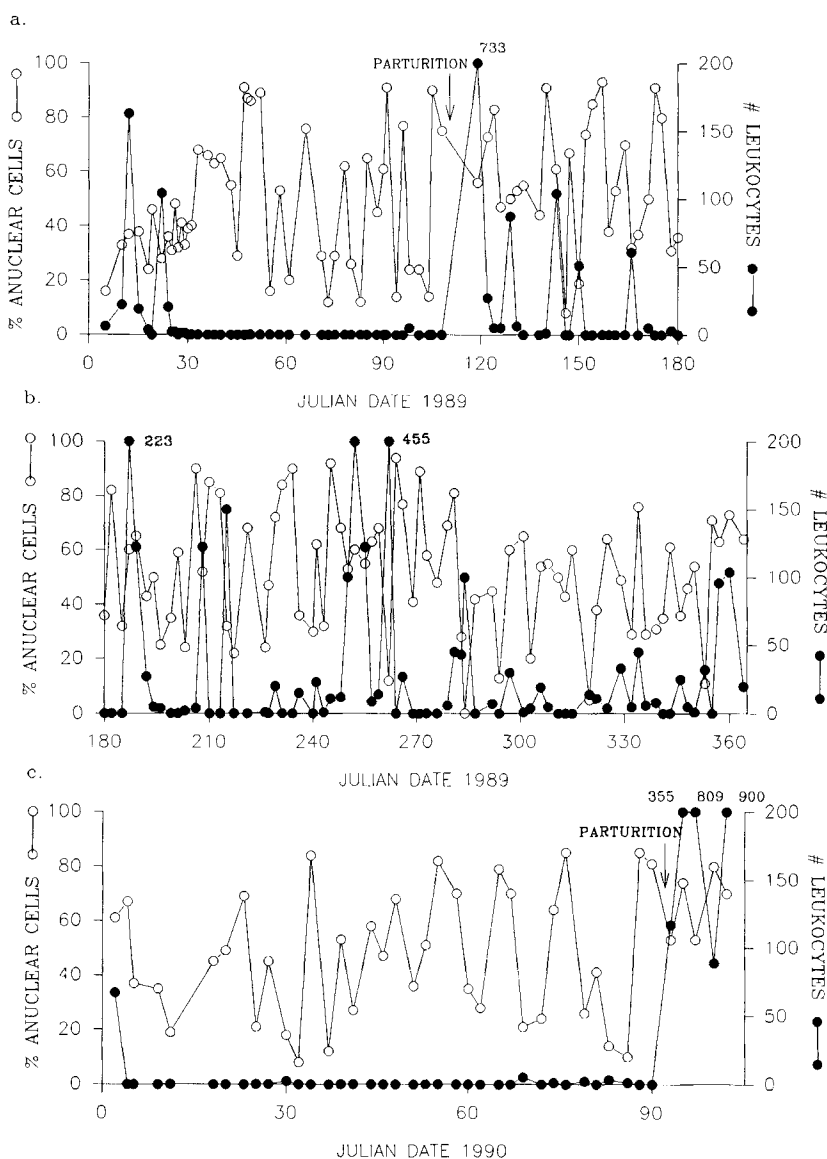 a.
733
PARTURITION
100
80
60
40
20
0
% ANUCLEAR CELLS
200
150
100
50
0
# LEUKOCYTES
0 30 60 90 120 150 180
JULIAN DATE 1989
b.
223
455
100
80
60
40
20
0
% ANUCLEAR CELLS
200
150
100
50
0
# LEUKOCYTES
180 210 240 270 300 330 360
JULIAN DATE 1989
c.
355 809 900
PARTURITION
100
80
60
40
20
0
% ANUCLEAR CELLS
200
150
100
50
0
# LEUKOCYTES
0 30 60 90
JULIAN DATE 1990